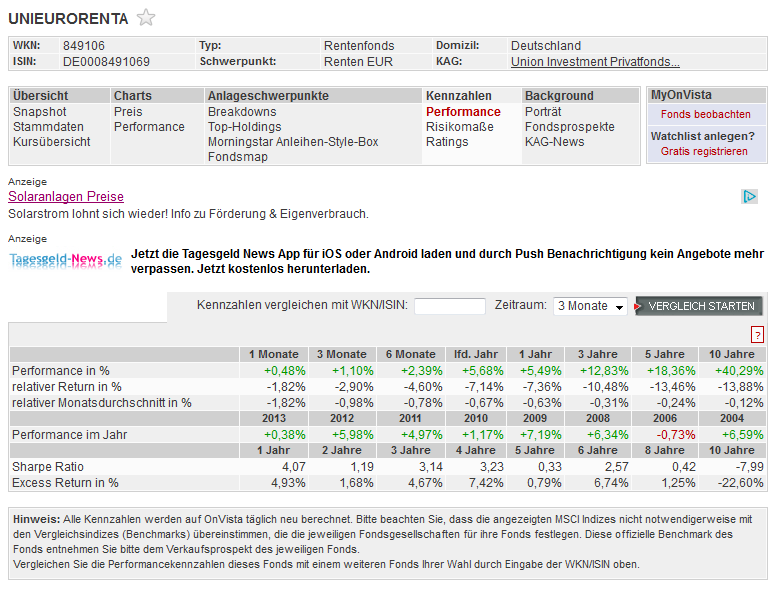 UNIEURORENTA
WKN: 849106 Typ: Rentenfonds Domizil: Deutschland
ISIN: DE0008491069 Schwerpunkt: Renten EUR KAG: Union Investment Privatfonds...
Übersicht Charts Anlageschwerpunkte Kennzahlen Background MyOnVista
Snapshot Preis Breakdowns Performance Porträt Fonds beobachten
Stammdaten Performance Top-Holdings Risikomaße Fondsprospekte Watchlist anlegen?
Kursübersicht Morningstar Anleihen-Style-Box Ratings KAG-News Gratis registrieren
Fondsmap
Anzeige
Solaranlagen Preise
Solarstrom lohnt sich wieder! Info zu Förderung & Eigenverbrauch.
Anzeige
Tagesgeld-News.de Jetzt die Tagesgeld News App für iOS oder Android laden und durch Push Benachrichtigung kein Angebote mehr
verpassen. Jetzt kostenlos herunterladen.
Kennzahlen vergleichen mit WKN/ISIN: Zeitraum: 3 Monate VERGLEICH STARTEN
?
1 Monate 3 Monate 6 Monate lfd. Jahr 1 Jahr 3 Jahre 5 Jahre 10 Jahre
Performance in % +0,48% +1,10% +2,39% +5,68% +5,49% +12,83% +18,36% +40,29%
relativer Return in % -1,82% -2,90% -4,60% -7,14% -7,36% -10,48% -13,46% -13,88%
relativer Monatsdurchschnitt in % -1,82% -0,98% -0,78% -0,67% -0,63% -0,31% -0,24% -0,12%
2013 2012 2011 2010 2009 2008 2006 2004
Performance im Jahr +0,38% +5,98% +4,97% +1,17% +7,19% +6,34% -0,73% +6,59%
1 Jahr 2 Jahre 3 Jahre 4 Jahre 5 Jahre 6 Jahre 8 Jahre 10 Jahre
Sharpe Ratio 4,07 1,19 3,14 3,23 0,33 2,57 0,42 -7,99
Excess Return in % 4,93% 1,68% 4,67% 7,42% 0,79% 6,74% 1,25% -22,60%
Hinweis: Alle Kennzahlen werden auf OnVista täglich neu berechnet. Bitte beachten Sie, dass die angezeigten MSCI Indizes nicht notwendigerweise mit
den Vergleichsindizes (Benchmarks) übereinstimmen, die die jeweiligen Fondsgesellschaften für ihre Fonds festlegen. Diese offizielle Benchmark des
Fonds entnehmen Sie bitte dem Verkaufsprospekt des jeweiligen Fonds.
Vergleichen Sie die Performancekennzahlen dieses Fonds mit einem weiteren Fonds Ihrer Wahl durch Eingabe der WKN/ISIN oben.